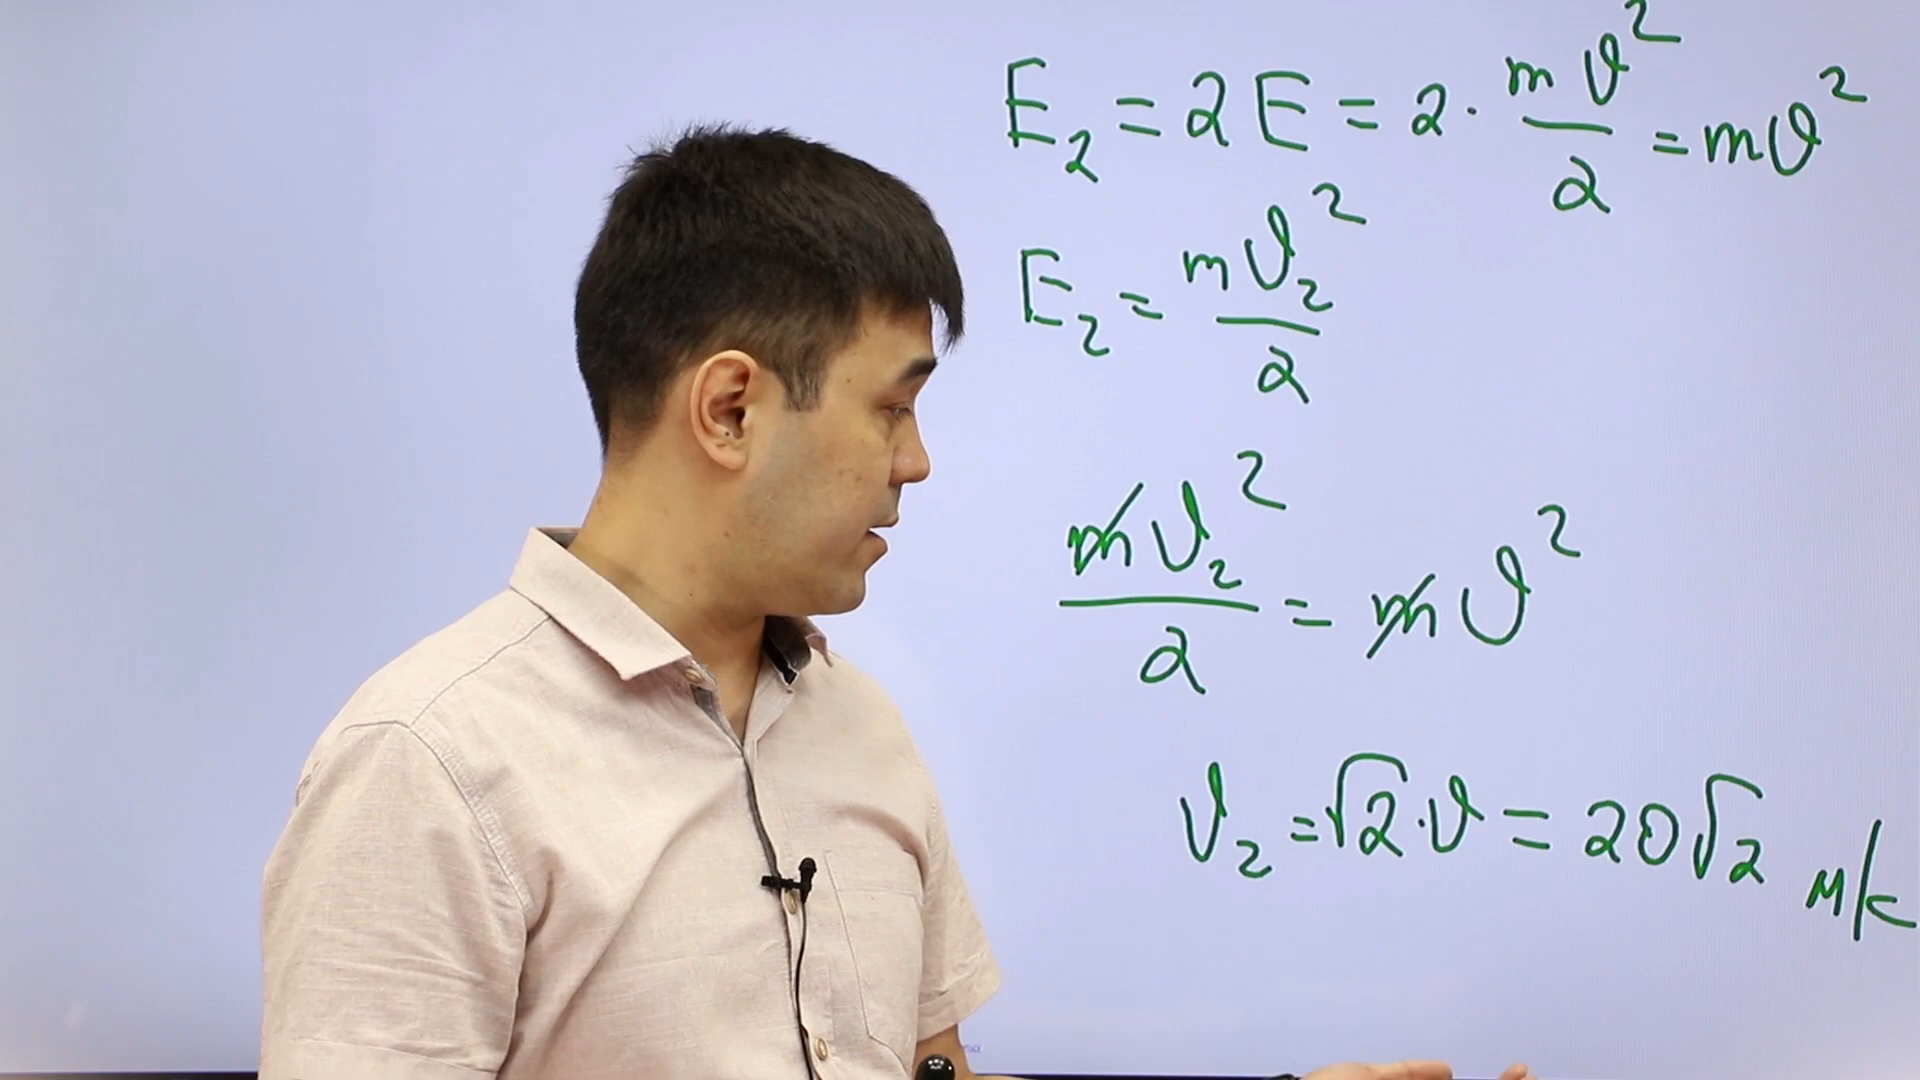 E₂ = 2E = 2 · mϑ²/2 = mϑ²
E₂ = mϑ₂²/2
mϑ₂²/2 = mϑ²
ϑ₂ = √2 · ϑ = 20√2 м/с